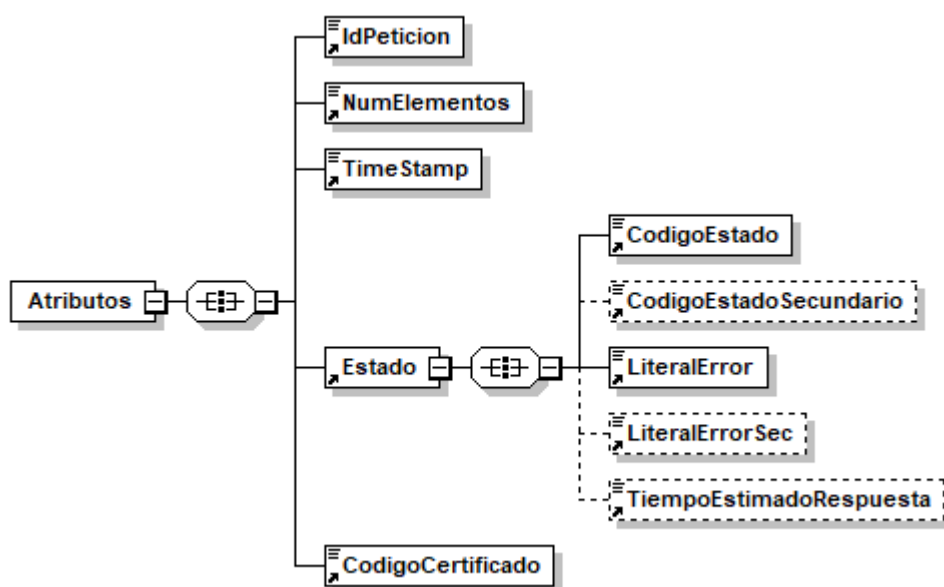 IdPeticion
NumElementos
TimeStamp
CodigoEstado
CodigoEstadoSecundario
Atributos
Estado
LiteralError
LiteralErrorSec
TiempoEstimadoRespuesta
CodigoCertificado